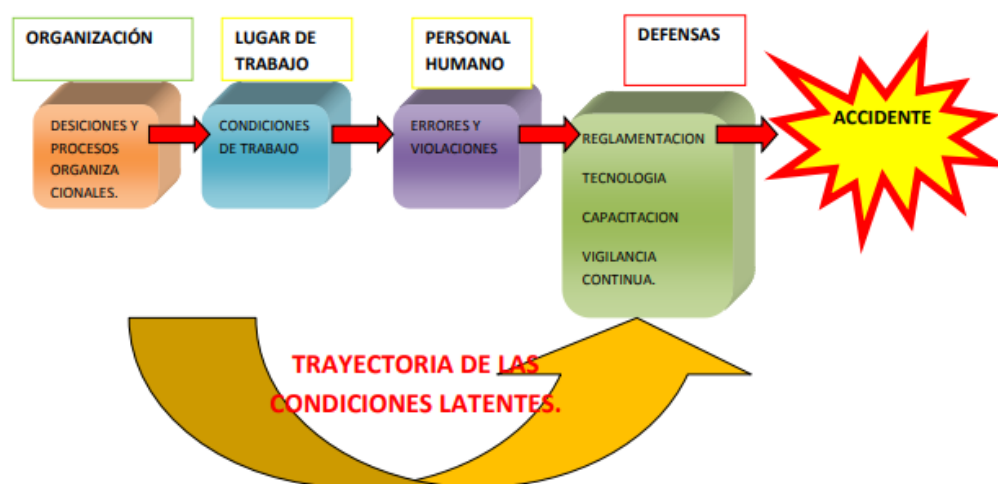 ORGANIZACIÓN
LUGAR DE
TRABAJO
PERSONAL
HUMANO
DEFENSAS
DESICIONES Y
PROCESOS
ORGANIZA
CIONALES.
CONDICIONES
DE TRABAJO
ERRORES Y
VIOLACIONES
REGLAMENTACION
TECNOLOGIA
CAPACITACION
VIGILANCIA
CONTINUA.
ACCIDENTE
TRAYECTORIA DE LAS
CONDICIONES LATENTES.